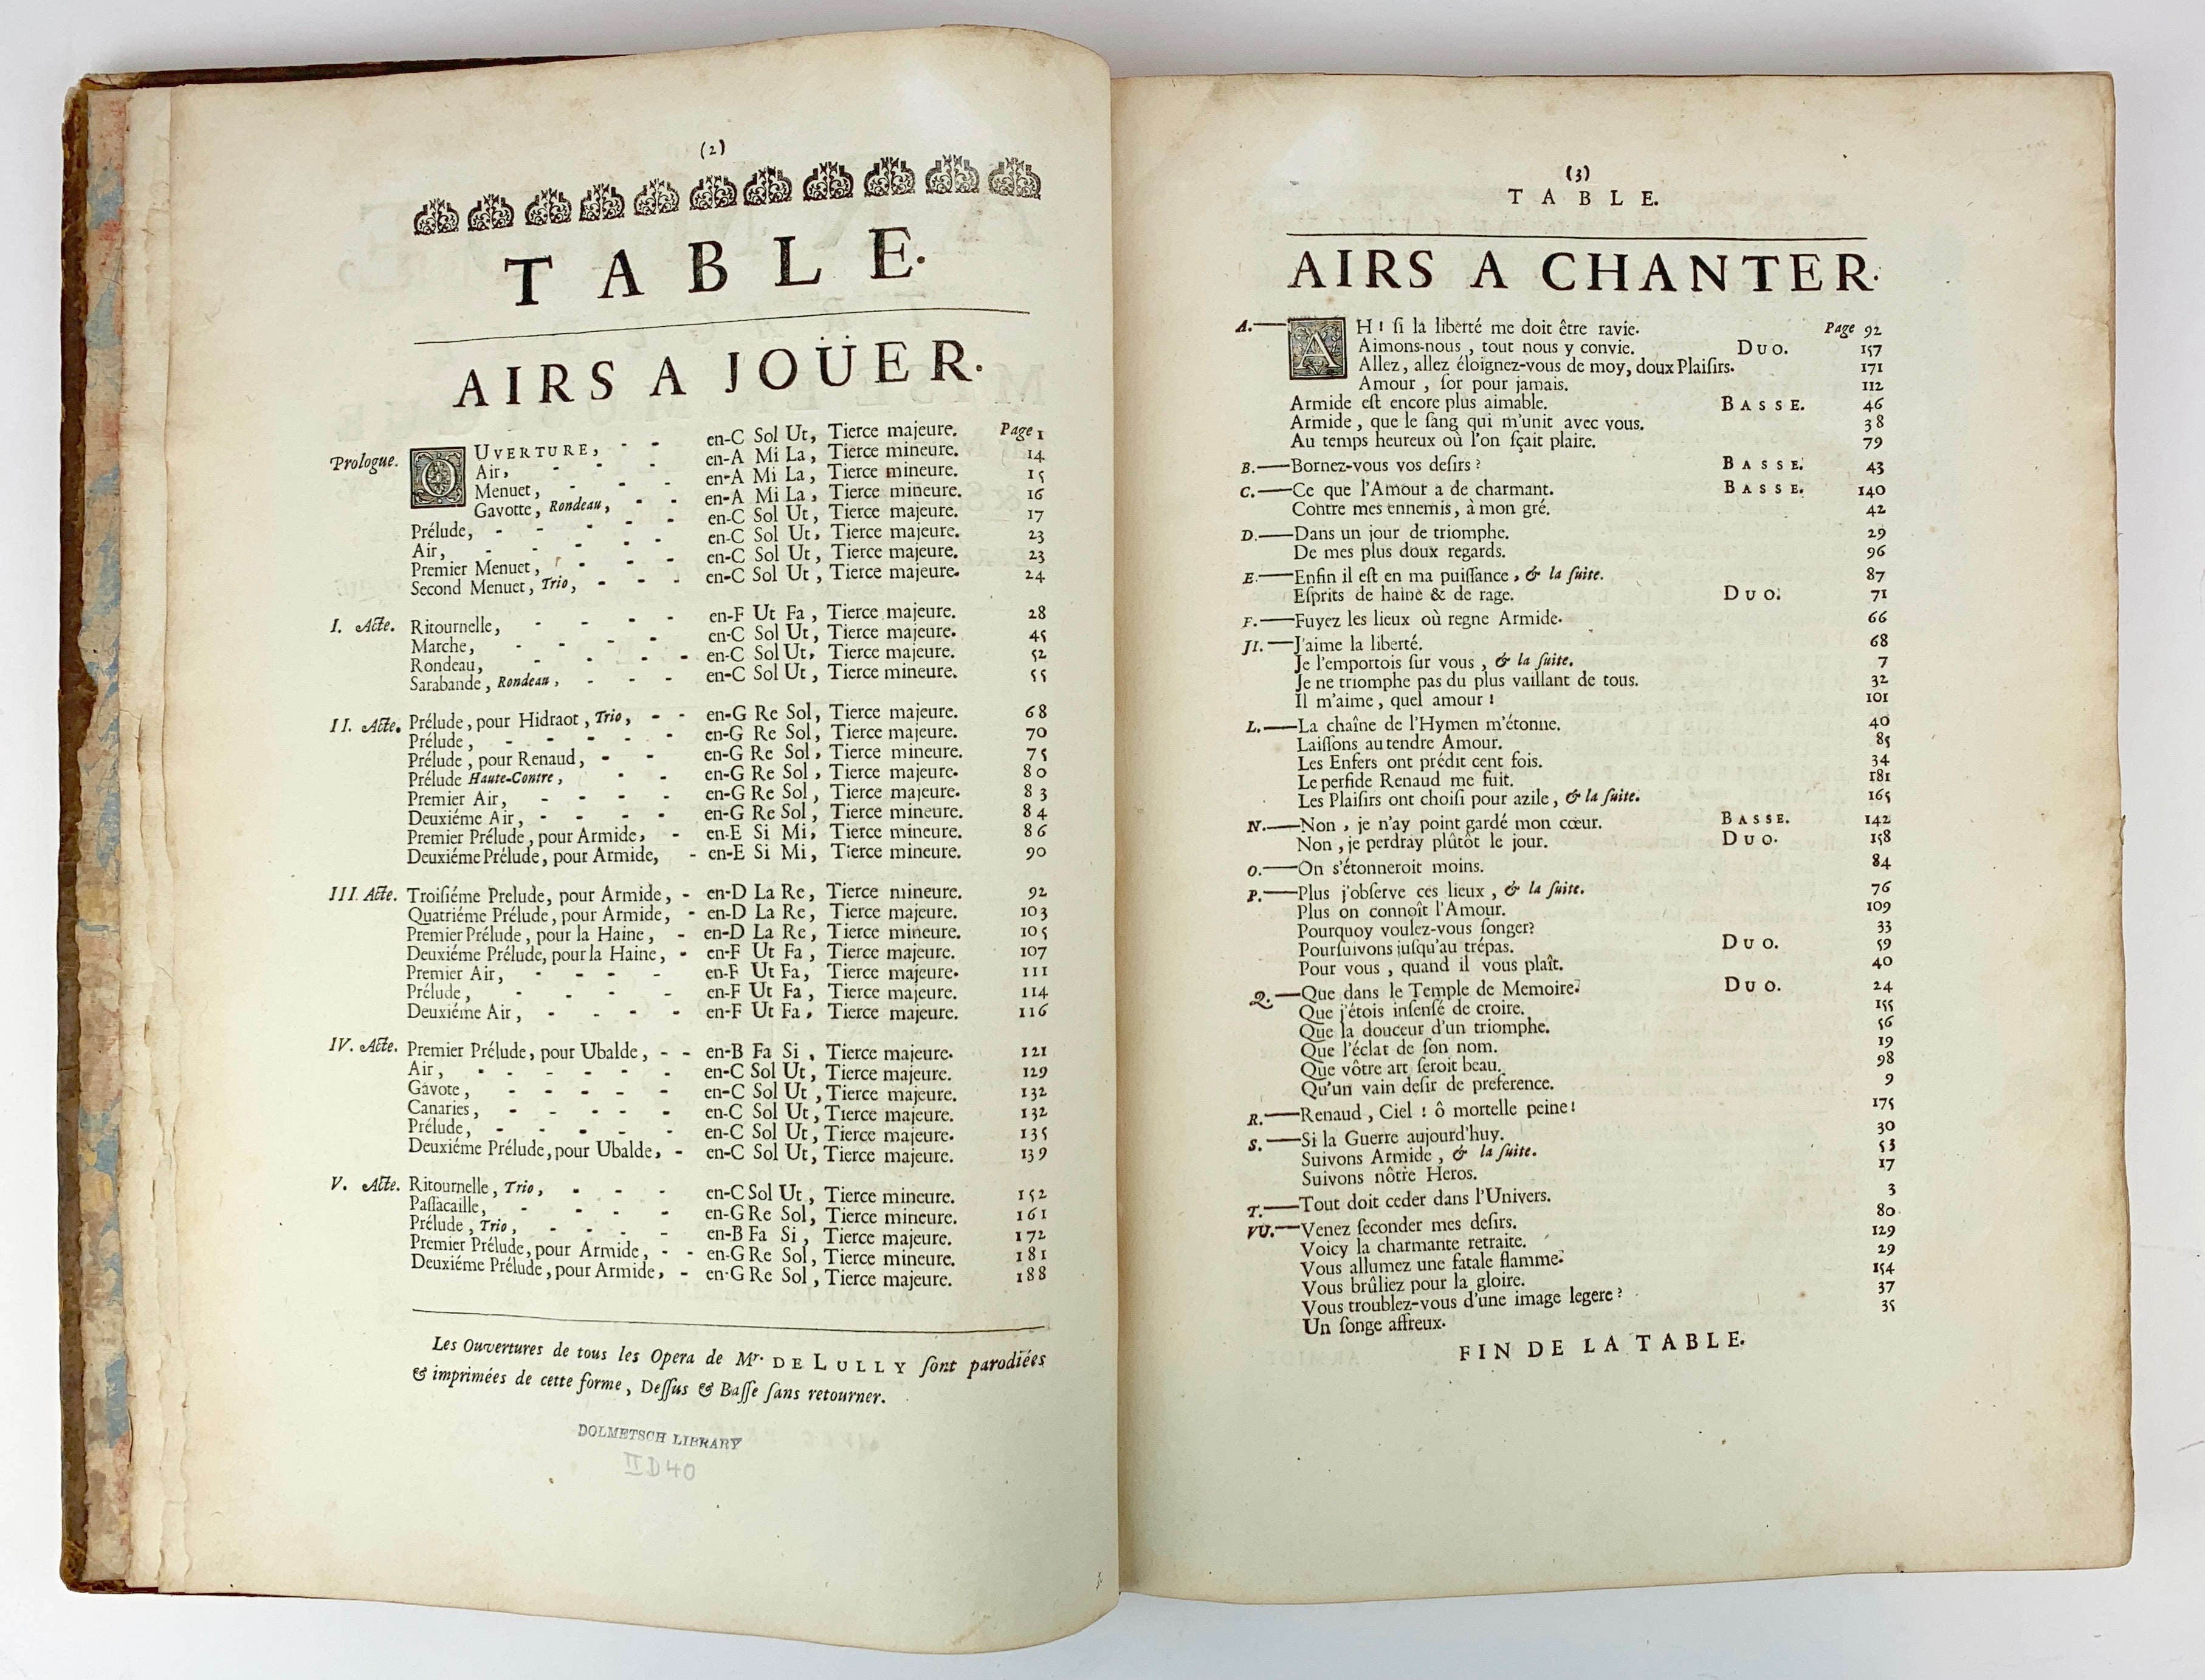 (2)
TABLE.
AIRS A JOÜER.
Prologue. OUVERTURE, - - en-C Sol Ut, Tierce majeure. Page 1
Air, - - - en-A Mi La, Tierce mineure. 14
Menuet, - - - en-A Mi La, Tierce mineure. 15
Gavotte, Rondeau, - - en-A Mi La, Tierce mineure. 16
Prélude, - - - - en-C Sol Ut, Tierce majeure. 17
Air, - - - - en-C Sol Ut, Tierce majeure. 23
Premier Menuet, - - - en-C Sol Ut, Tierce majeure. 23
Second Menuet, Trio, - - - en-C Sol Ut, Tierce majeure. 24
I. Acte. Ritournelle, - - - - en-F Ut Fa, Tierce majeure. 28
Marche, - - - - en-C Sol Ut, Tierce majeure. 45
Rondeau, - - - - en-C Sol Ut, Tierce majeure. 52
Sarabande, Rondeau, - - - en-C Sol Ut, Tierce mineure. 55
II. Acte. Prélude, pour Hidraot, Trio, - - en-G Re Sol, Tierce majeure. 68
Prélude, - - - - - en-G Re Sol, Tierce majeure. 70
Prélude, pour Renaud, - - en-G Re Sol, Tierce mineure. 75
Prélude Haute-Contre, - - en-G Re Sol, Tierce majeure. 80
Premier Air, - - - - en-G Re Sol, Tierce majeure. 83
Deuxiéme Air, - - - - en-G Re Sol, Tierce mineure. 84
Premier Prélude, pour Armide, - en-E Si Mi, Tierce mineure. 86
Deuxiéme Prélude, pour Armide, - en-E Si Mi, Tierce mineure. 90
III. Acte. Troisiéme Prelude, pour Armide, - en-D La Re, Tierce mineure. 92
Quatriéme Prélude, pour Armide, - en-D La Re, Tierce majeure. 103
Premier Prélude, pour la Haine, - en-D La Re, Tierce mineure. 105
Deuxiéme Prélude, pour la Haine, - en-F Ut Fa, Tierce majeure. 107
Premier Air, - - - - en-F Ut Fa, Tierce majeure. 111
Prélude, - - - - en-F Ut Fa, Tierce majeure. 114
Deuxiéme Air, - - - - en-F Ut Fa, Tierce majeure. 116
IV. Acte. Premier Prélude, pour Ubalde, - - en-B Fa Si, Tierce majeure. 121
Air, - - - - - en-C Sol Ut, Tierce majeure. 129
Gavote, - - - - - en-C Sol Ut, Tierce majeure. 132
Canaries, - - - - en-C Sol Ut, Tierce majeure. 132
Prélude, - - - - - en-C Sol Ut, Tierce majeure. 135
Deuxiéme Prélude, pour Ubalde, - en-C Sol Ut, Tierce majeure. 139
V. Acte. Ritournelle, Trio, - - - en-C Sol Ut, Tierce mineure. 152
Passacaille, - - - - en-G Re Sol, Tierce mineure. 161
Prélude, Trio, - - - - en-B Fa Si, Tierce majeure. 172
Premier Prélude, pour Armide, - - en-G Re Sol, Tierce mineure. 181
Deuxiéme Prélude, pour Armide, - en-G Re Sol, Tierce majeure. 188
Les Ouvertures de tous les Opera de Mr. DE LULLY sont parodiées
& imprimées de cette forme, Dessus & Basse sans retourner.
DOLMETSCH LIBRARY
II D 40
(3)
TABLE.
AIRS A CHANTER.
A.—AH! si la liberté me doit être ravie. Page 92
Aimons-nous, tout nous y convie. DUO. 157
Allez, allez éloignez-vous de moy, doux Plaisirs. 171
Amour, sor pour jamais. 112
Armide est encore plus aimable. BASSE. 46
Armide, que le sang qui m'unit avec vous. 38
Au temps heureux où l'on sçait plaire. 79
B.—Bornez-vous vos desirs? BASSE. 43
C.—Ce que l'Amour a de charmant. BASSE. 140
Contre mes ennemis, à mon gré. 42
D.—Dans un jour de triomphe. 29
De mes plus doux regards. 96
E.—Enfin il est en ma puissance, & la suite. 87
Esprits de haine & de rage. DUO. 71
F.—Fuyez les lieux où regne Armide. 66
JI.—J'aime la liberté. 68
Je l'emportois sur vous, & la suite. 7
Je ne triomphe pas du plus vaillant de tous. 32
Il m'aime, quel amour! 101
L.—La chaîne de l'Hymen m'étonne. 40
Laissons au tendre Amour. 85
Les Enfers ont prédit cent fois. 34
Le perfide Renaud me fuit. 181
Les Plaisirs ont choisi pour azile, & la suite. 165
N.—Non, je n'ay point gardé mon cœur. BASSE. 142
Non, je perdray plûtôt le jour. DUO. 158
O.—On s'étonneroit moins. 84
P.—Plus j'observe ces lieux, & la suite. 76
Plus on connoît l'Amour. 109
Pourquoy voulez-vous songer? 33
Poursuivons jusqu'au trépas. DUO. 59
Pour vous, quand il vous plaît. 40
Q.—Que dans le Temple de Memoire. DUO. 24
Que j'étois insensé de croire. 155
Que la douceur d'un triomphe. 56
Que l'éclat de son nom. 19
Que vôtre art seroit beau. 98
Qu'un vain desir de preference. 9
R.—Renaud, Ciel! ô mortelle peine! 175
S.—Si la Guerre aujourd'huy. 30
Suivons Armide, & la suite. 53
Suivons nôtre Heros. 17
T.—Tout doit ceder dans l'Univers. 3
VU.—Venez seconder mes desirs. 80
Voicy la charmante retraite. 129
Vous allumez une fatale flamme. 29
Vous brûliez pour la gloire. 154
Vous troublez-vous d'une image legere? 37
Un songe affreux. 35
FIN DE LA TABLE.